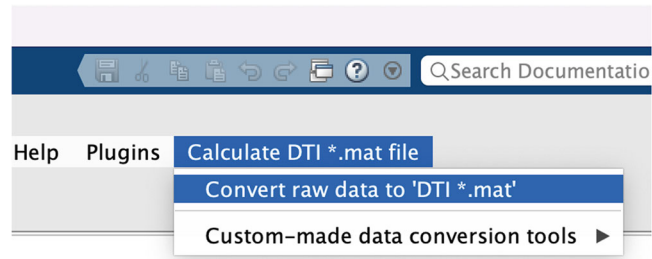 Search Documentatio
Help Plugins Calculate DTI *.mat file
Convert raw data to 'DTI *.mat'
Custom-made data conversion tools